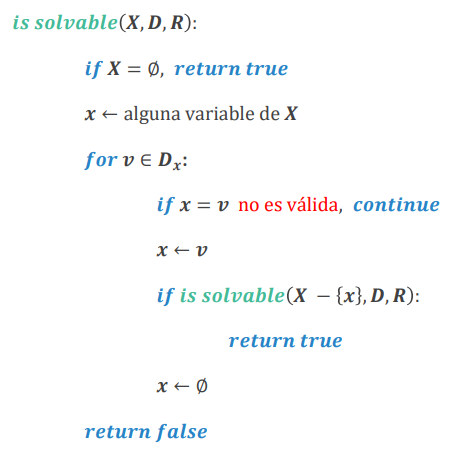 is solvable(X, D, R):
if X = ∅, return true
x ← alguna variable de X
for v ∈ Dₓ:
if x = v no es válida, continue
x ← v
if is solvable(X − {x}, D, R):
return true
x ← ∅
return false